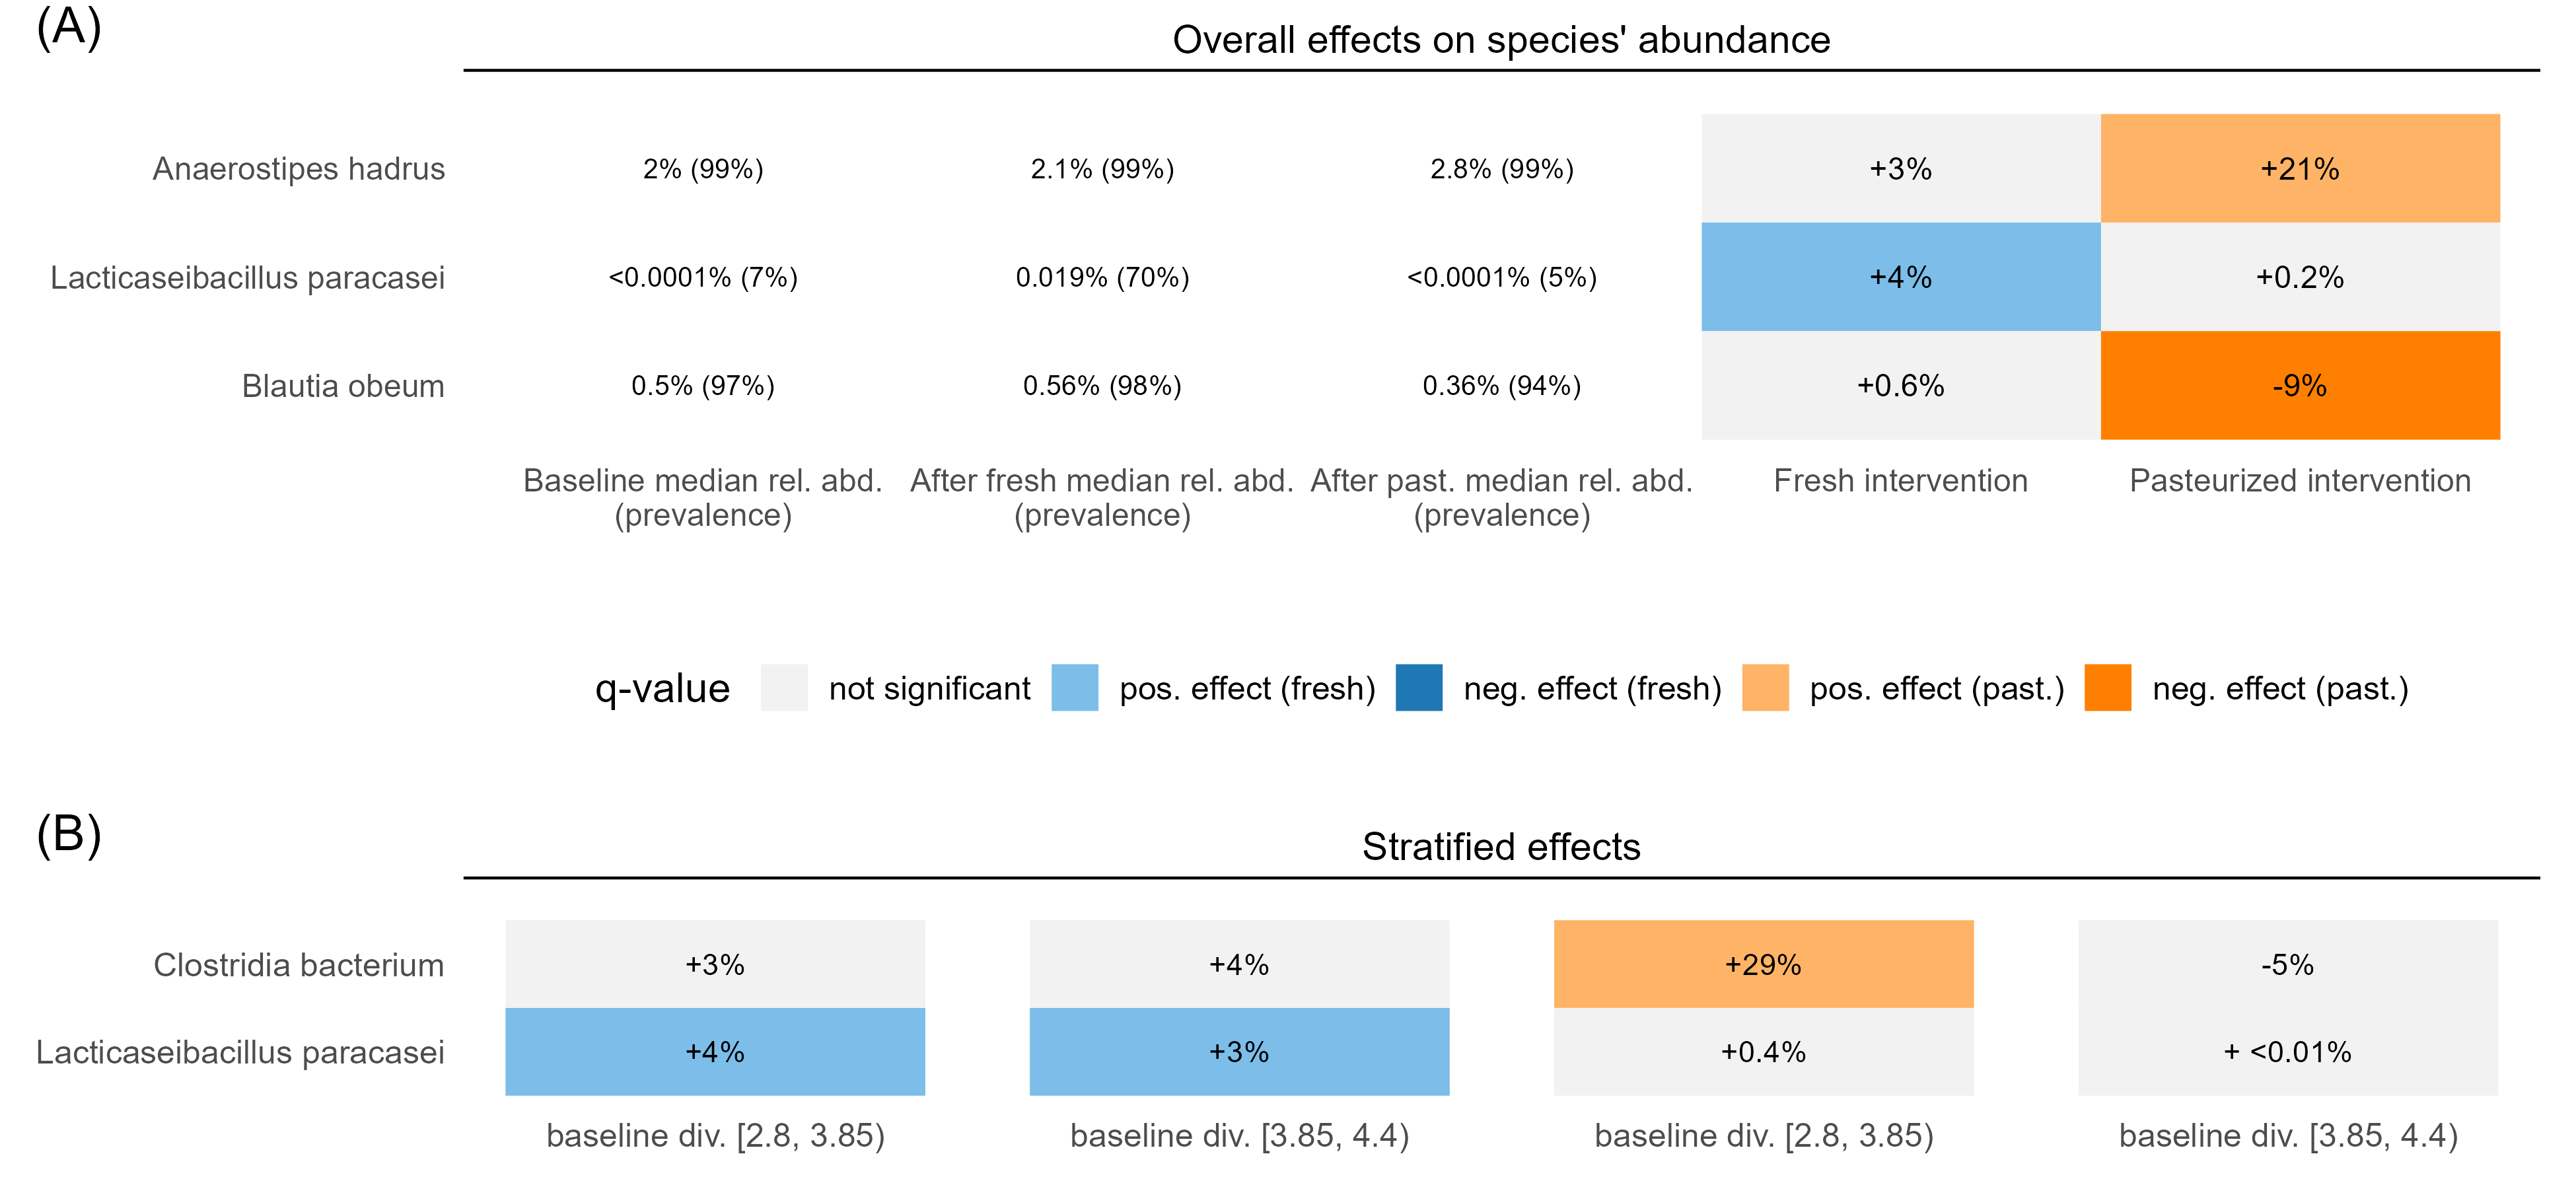 (A)
Overall effects on species' abundance
Anaerostipes hadrus 2% (99%) 2.1% (99%) 2.8% (99%) +3% +21%
Lacticaseibacillus paracasei <0.0001% (7%) 0.019% (70%) <0.0001% (5%) +4% +0.2%
Blautia obeum 0.5% (97%) 0.56% (98%) 0.36% (94%) +0.6% -9%
Baseline median rel. abd. After fresh median rel. abd. After past. median rel. abd. Fresh intervention Pasteurized intervention
(prevalence) (prevalence) (prevalence)
q-value not significant pos. effect (fresh) neg. effect (fresh) pos. effect (past.) neg. effect (past.)
(B)
Stratified effects
Clostridia bacterium +3% +4% +29% -5%
Lacticaseibacillus paracasei +4% +3% +0.4% + <0.01%
baseline div. [2.8, 3.85) baseline div. [3.85, 4.4) baseline div. [2.8, 3.85) baseline div. [3.85, 4.4)